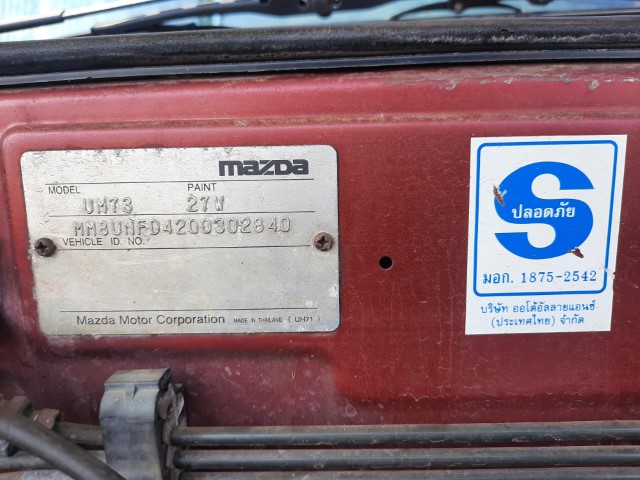 mazda
MODEL PAINT
UM73 27W
MM8UNFD4200302840
VEHICLE ID NO.
Mazda Motor Corporation MADE IN THAILAND ( UH71 )
S
ปลอดภัย
มอก. 1875-2542
บริษัท ออโต้อัลลายแอนซ์
(ประเทศไทย) จำกัด